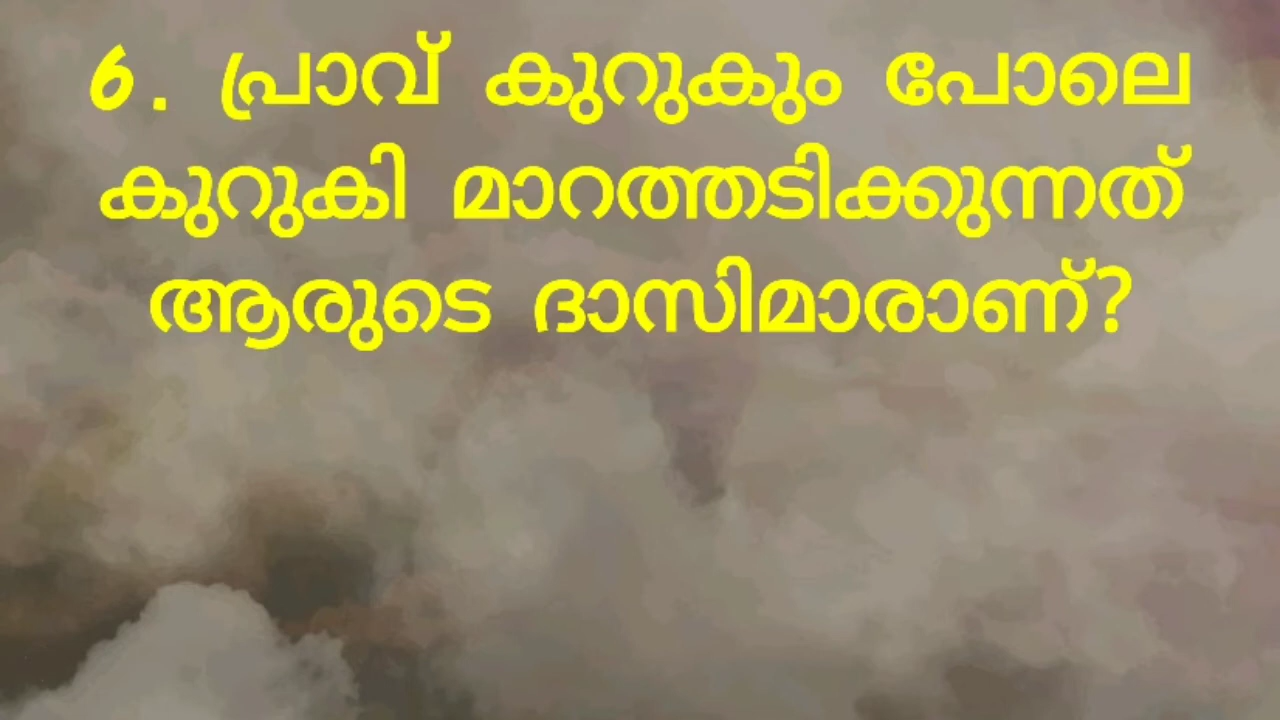 6. പ്രാവ് കുറുകും പോലെ
കുറുകി മാറത്തടിക്കുന്നത്
ആരുടെ ദാസിമാരാണ്?